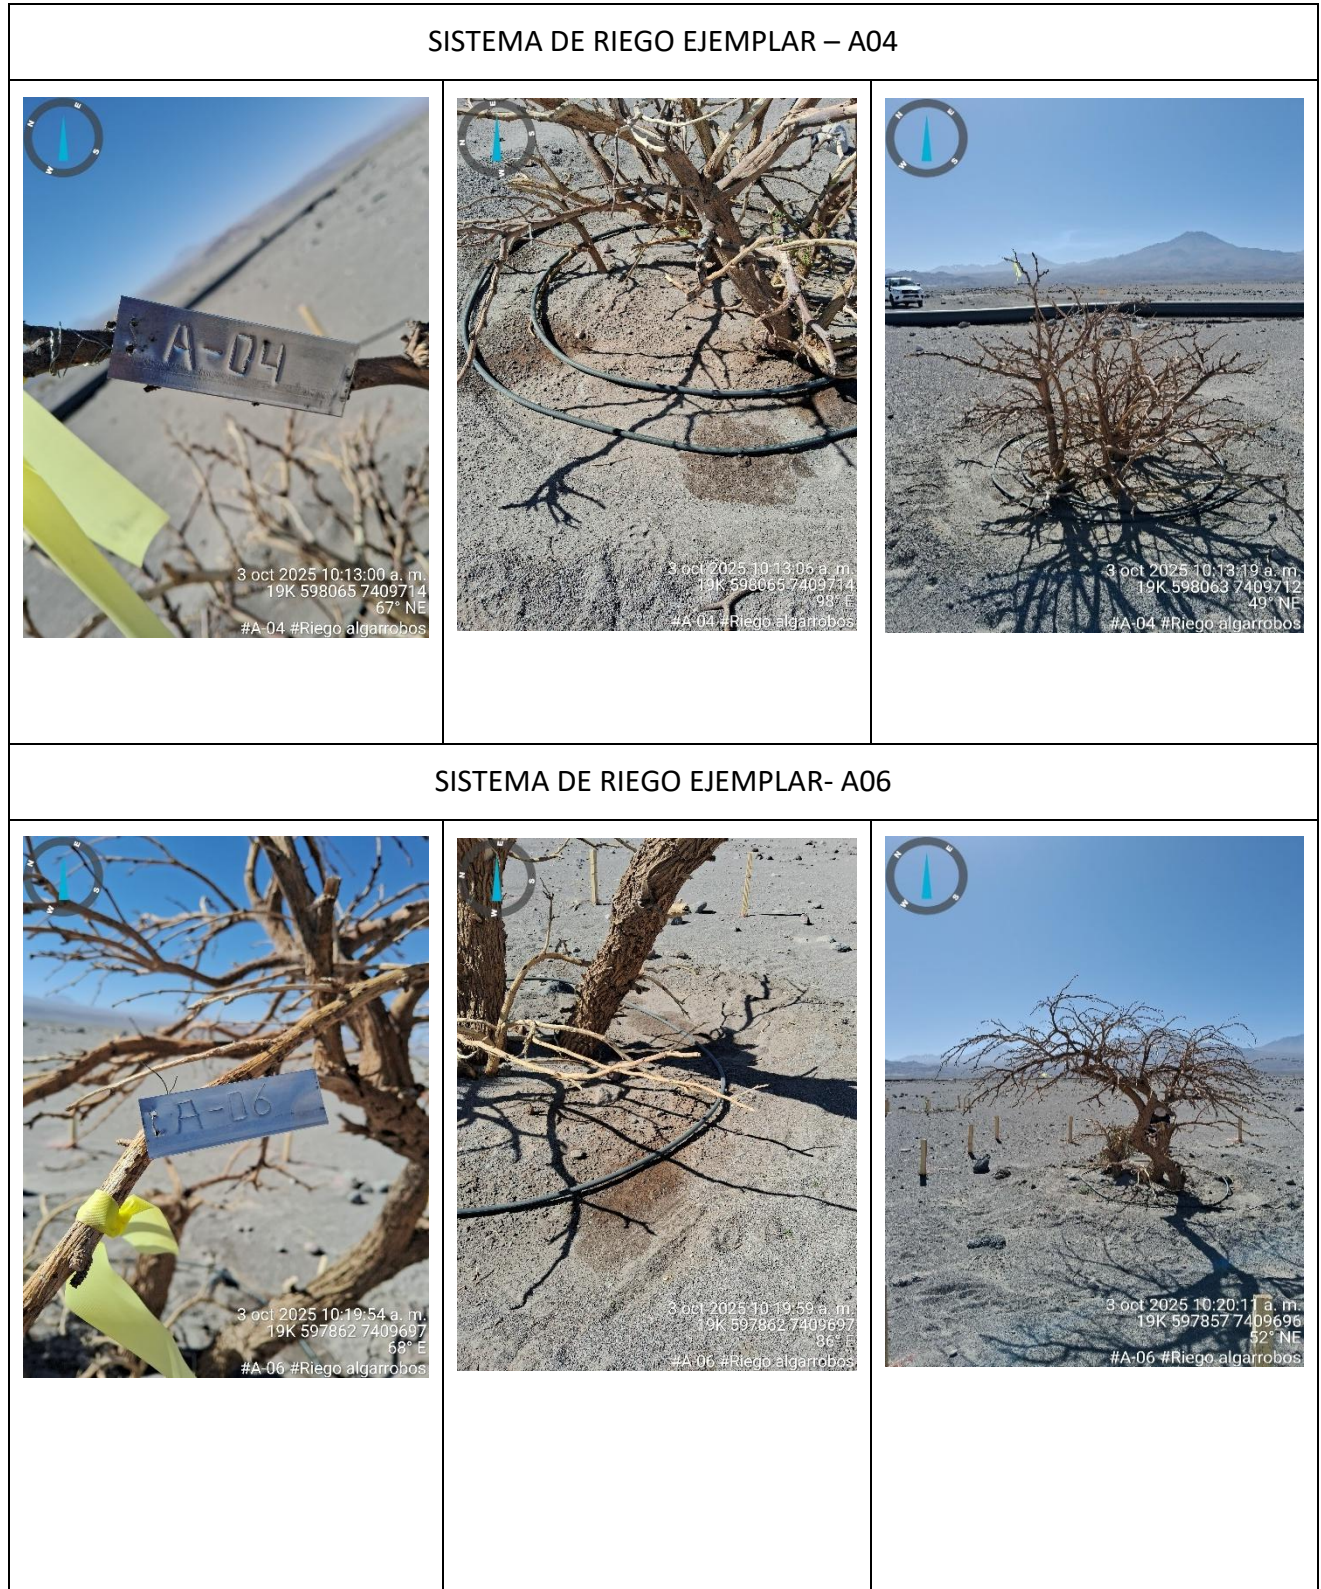 SISTEMA DE RIEGO EJEMPLAR – A04
A-04
3 oct 2025 10:13:00 a. m.
19K 598065 7409714
67° NE
#A-04 #Riego algarrobos
3 oct 2025 10:13:06 a. m.
19K 598065 7409714
98° E
#A-04 #Riego algarrobos
3 oct 2025 10:13:19 a. m.
19K 598063 7409712
49° NE
#A-04 #Riego algarrobos
SISTEMA DE RIEGO EJEMPLAR- A06
A-06
3 oct 2025 10:19:54 a. m.
19K 597862 7409697
68° E
#A-06 #Riego algarrobos
3 oct 2025 10:19:59 a. m.
19K 597862 7409697
86° E
#A-06 #Riego algarrobos
3 oct 2025 10:20:11 a. m.
19K 597857 7409696
52° NE
#A-06 #Riego algarrobos